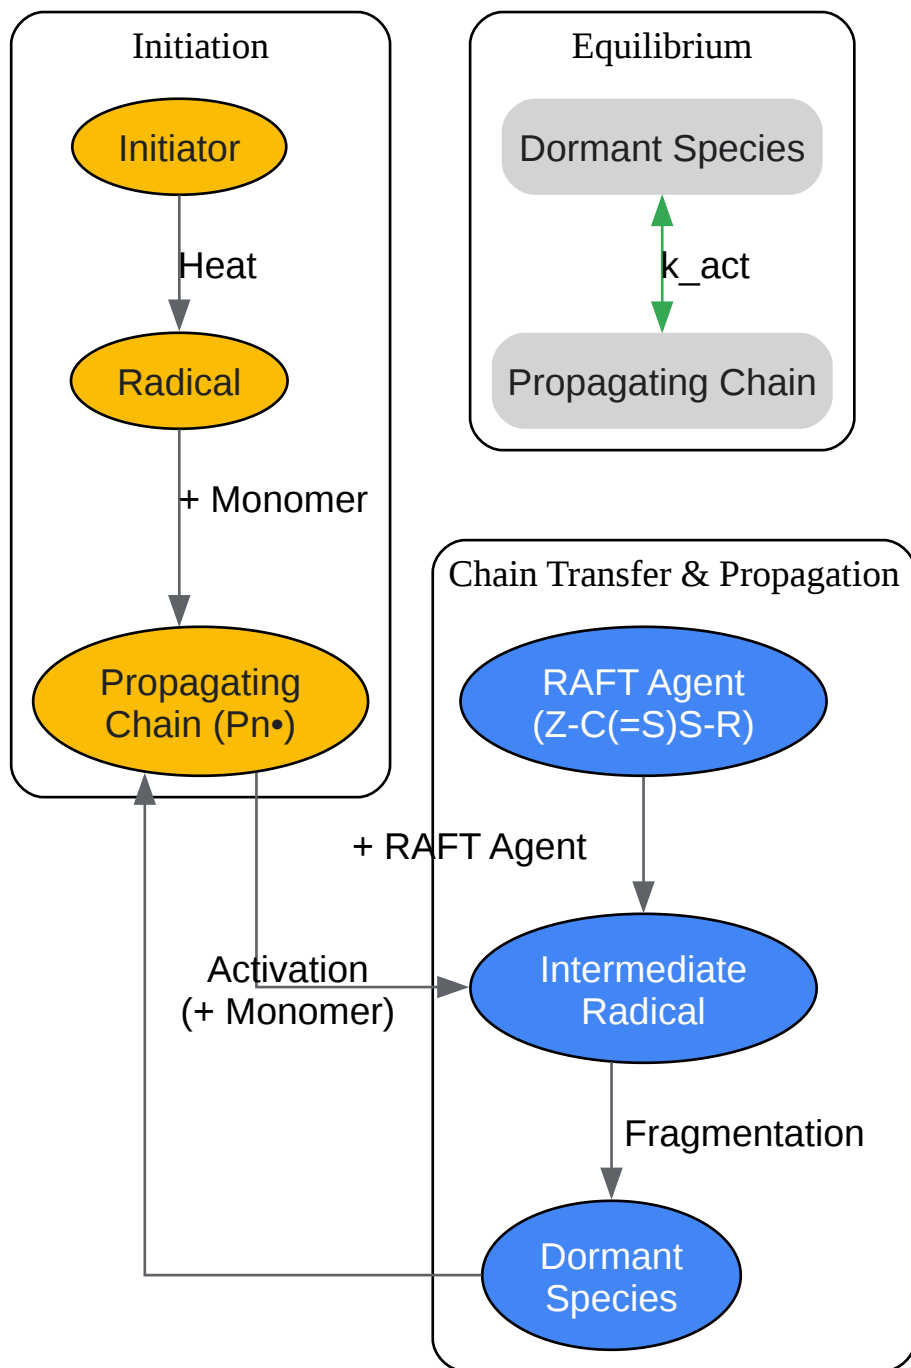 Initiation
Initiator
Heat
Radical
+ Monomer
Propagating
Chain (Pn•)
Equilibrium
Dormant Species
k_act
Propagating Chain
Chain Transfer & Propagation
RAFT Agent
(Z-C(=S)S-R)
+ RAFT Agent
Activation
(+ Monomer)
Intermediate
Radical
Fragmentation
Dormant
Species